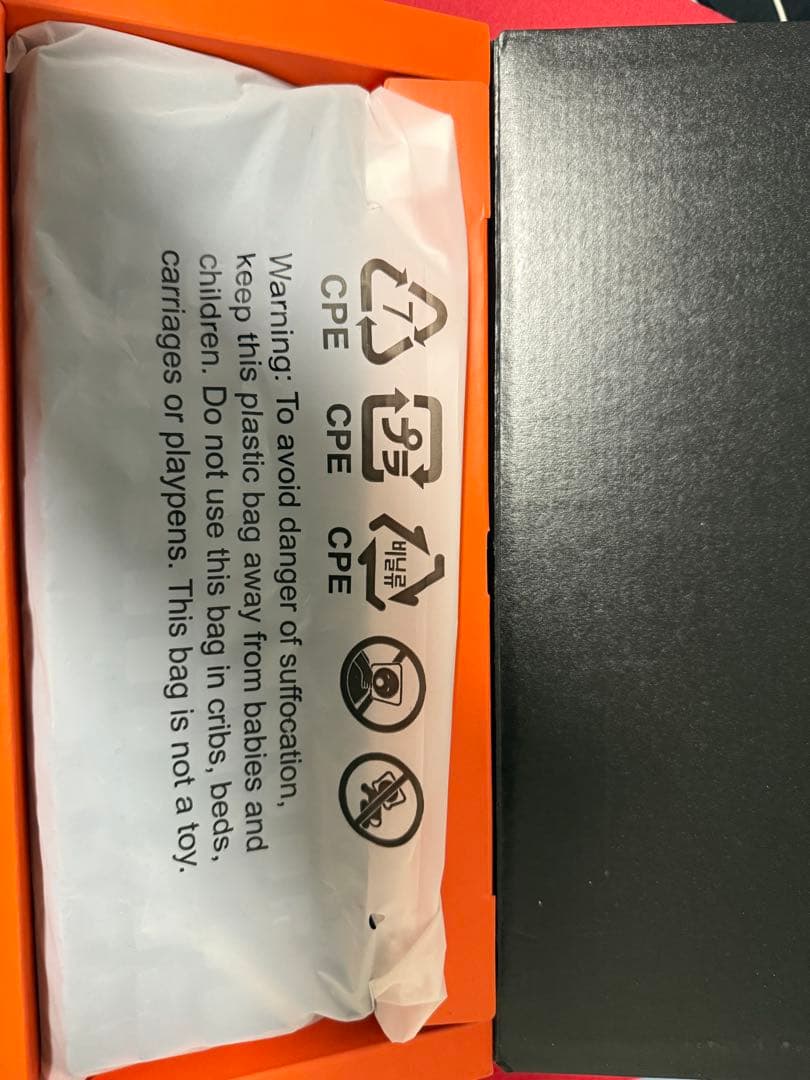 7 プラ 비닐류
CPE CPE CPE
Warning: To avoid danger of suffocation,
keep this plastic bag away from babies and
children. Do not use this bag in cribs, beds,
carriages or playpens. This bag is not a toy.